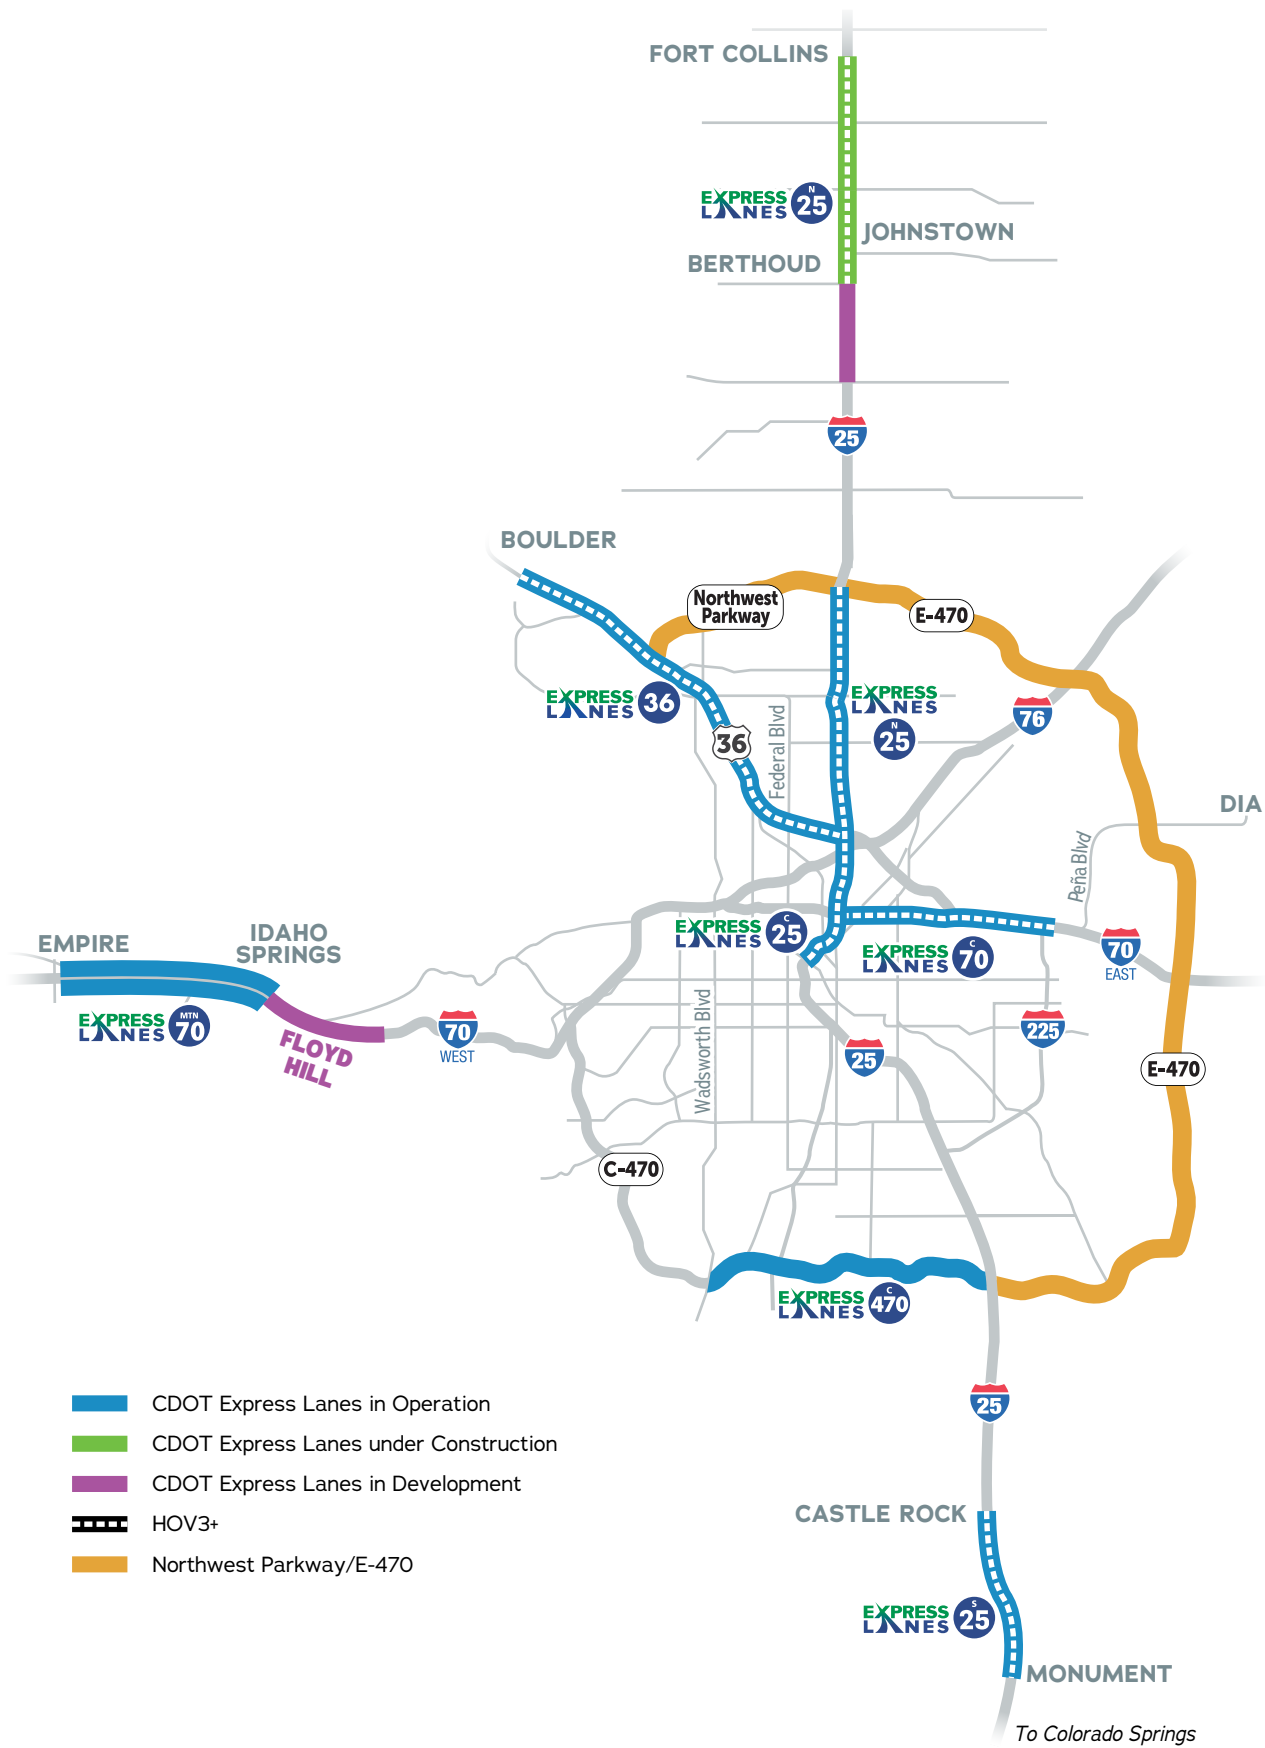 FORT COLLINS
EXPRESS
LANES
N
25
JOHNSTOWN
BERTHOUD
25
BOULDER
Northwest
Parkway
E-470
EXPRESS
LANES
36
EXPRESS
LANES
N
25
76
36
Federal Blvd
DIA
Peña Blvd
EXPRESS
LANES
C
25
EXPRESS
LANES
C
70
70
EAST
EMPIRE
IDAHO
SPRINGS
EXPRESS
LANES
MTN
70
FLOYD
HILL
70
WEST
Wadsworth Blvd
25
225
E-470
C-470
EXPRESS
LANES
C
470
25
CDOT Express Lanes in Operation
CDOT Express Lanes under Construction
CDOT Express Lanes in Development
HOV3+
Northwest Parkway/E-470
CASTLE ROCK
EXPRESS
LANES
S
25
MONUMENT
To Colorado Springs